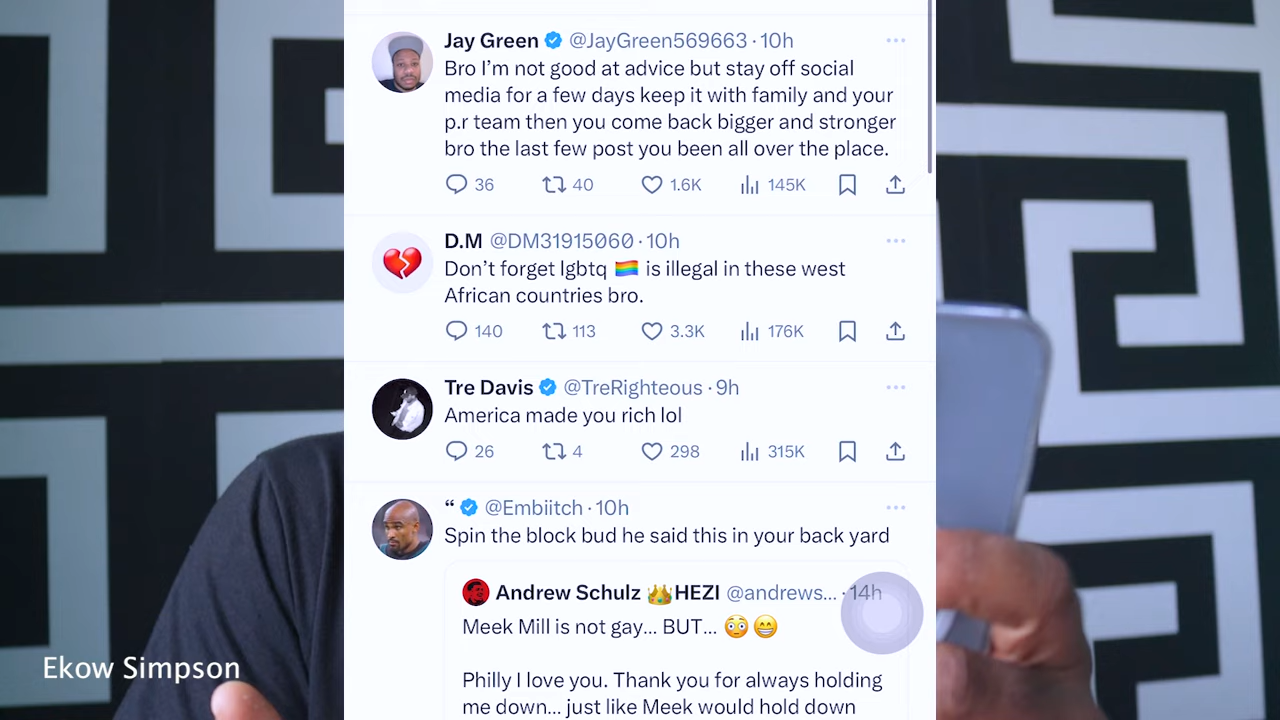 Jay Green @JayGreen569663 · 10h
Bro I’m not good at advice but stay off social
media for a few days keep it with family and your
p.r team then you come back bigger and stronger
bro the last few post you been all over the place.
36 40 1.6K 145K
D.M @DM31915060 · 10h
Don’t forget lgbtq 🏳️‍🌈 is illegal in these west
African countries bro.
140 113 3.3K 176K
Tre Davis @TreRighteous · 9h
America made you rich lol
26 4 298 315K
“ @Embiitch · 10h
Spin the block bud he said this in your back yard
Andrew Schulz 👑HEZI @andrews... · 14h
Meek Mill is not gay... BUT... 😳😁
Philly I love you. Thank you for always holding
me down... just like Meek would hold down
Ekow Simpson